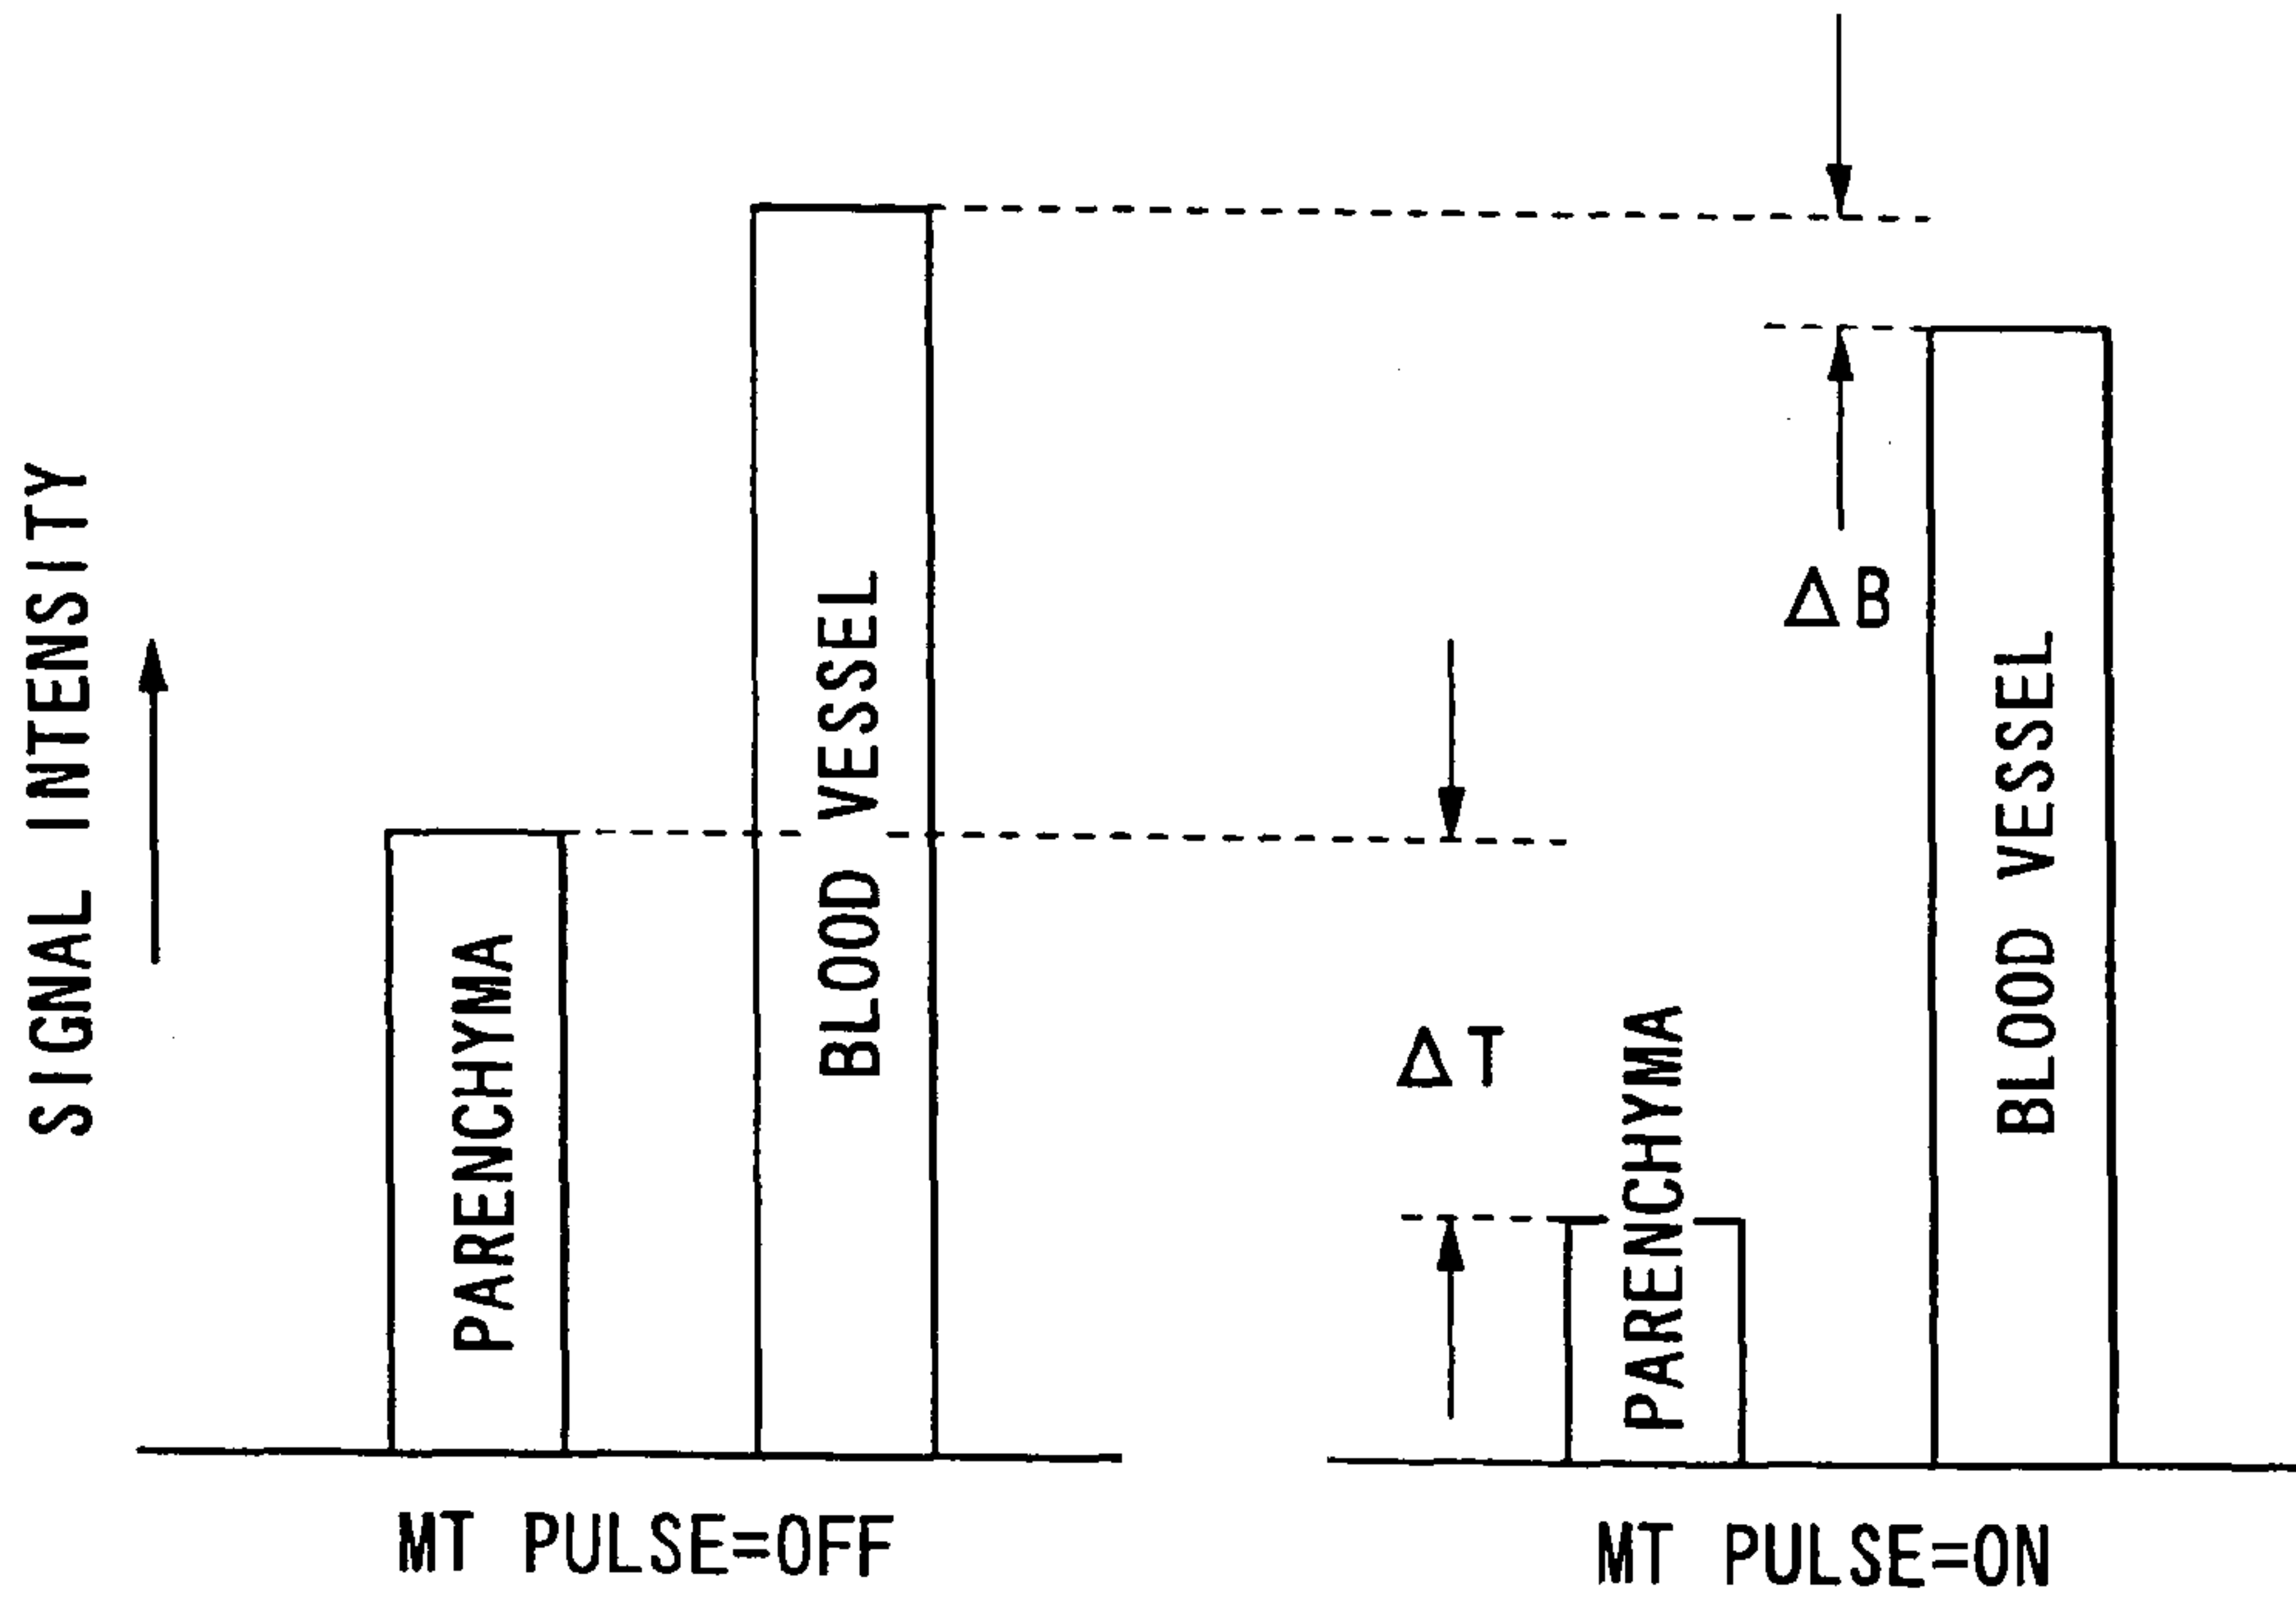 SIGNAL INTENSITY
PARENCHYMA
BLOOD VESSEL
ΔT
PARENCHYMA
ΔB
BLOOD VESSEL
MT PULSE=OFF
MT PULSE=ON